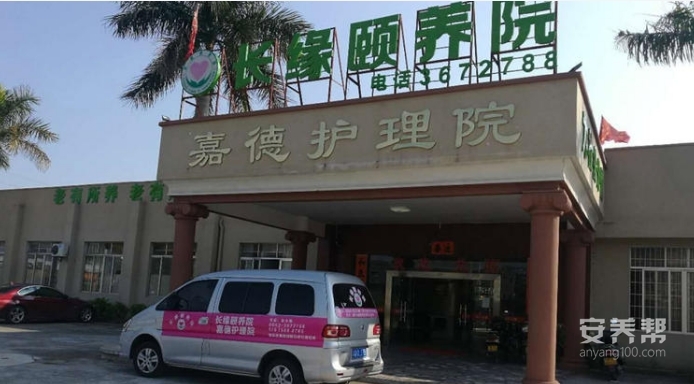 长缘颐养院
电话3672788
嘉德护理院
老有所养 老有
长缘颐养院
嘉德护理院
安养帮
anyang100.com